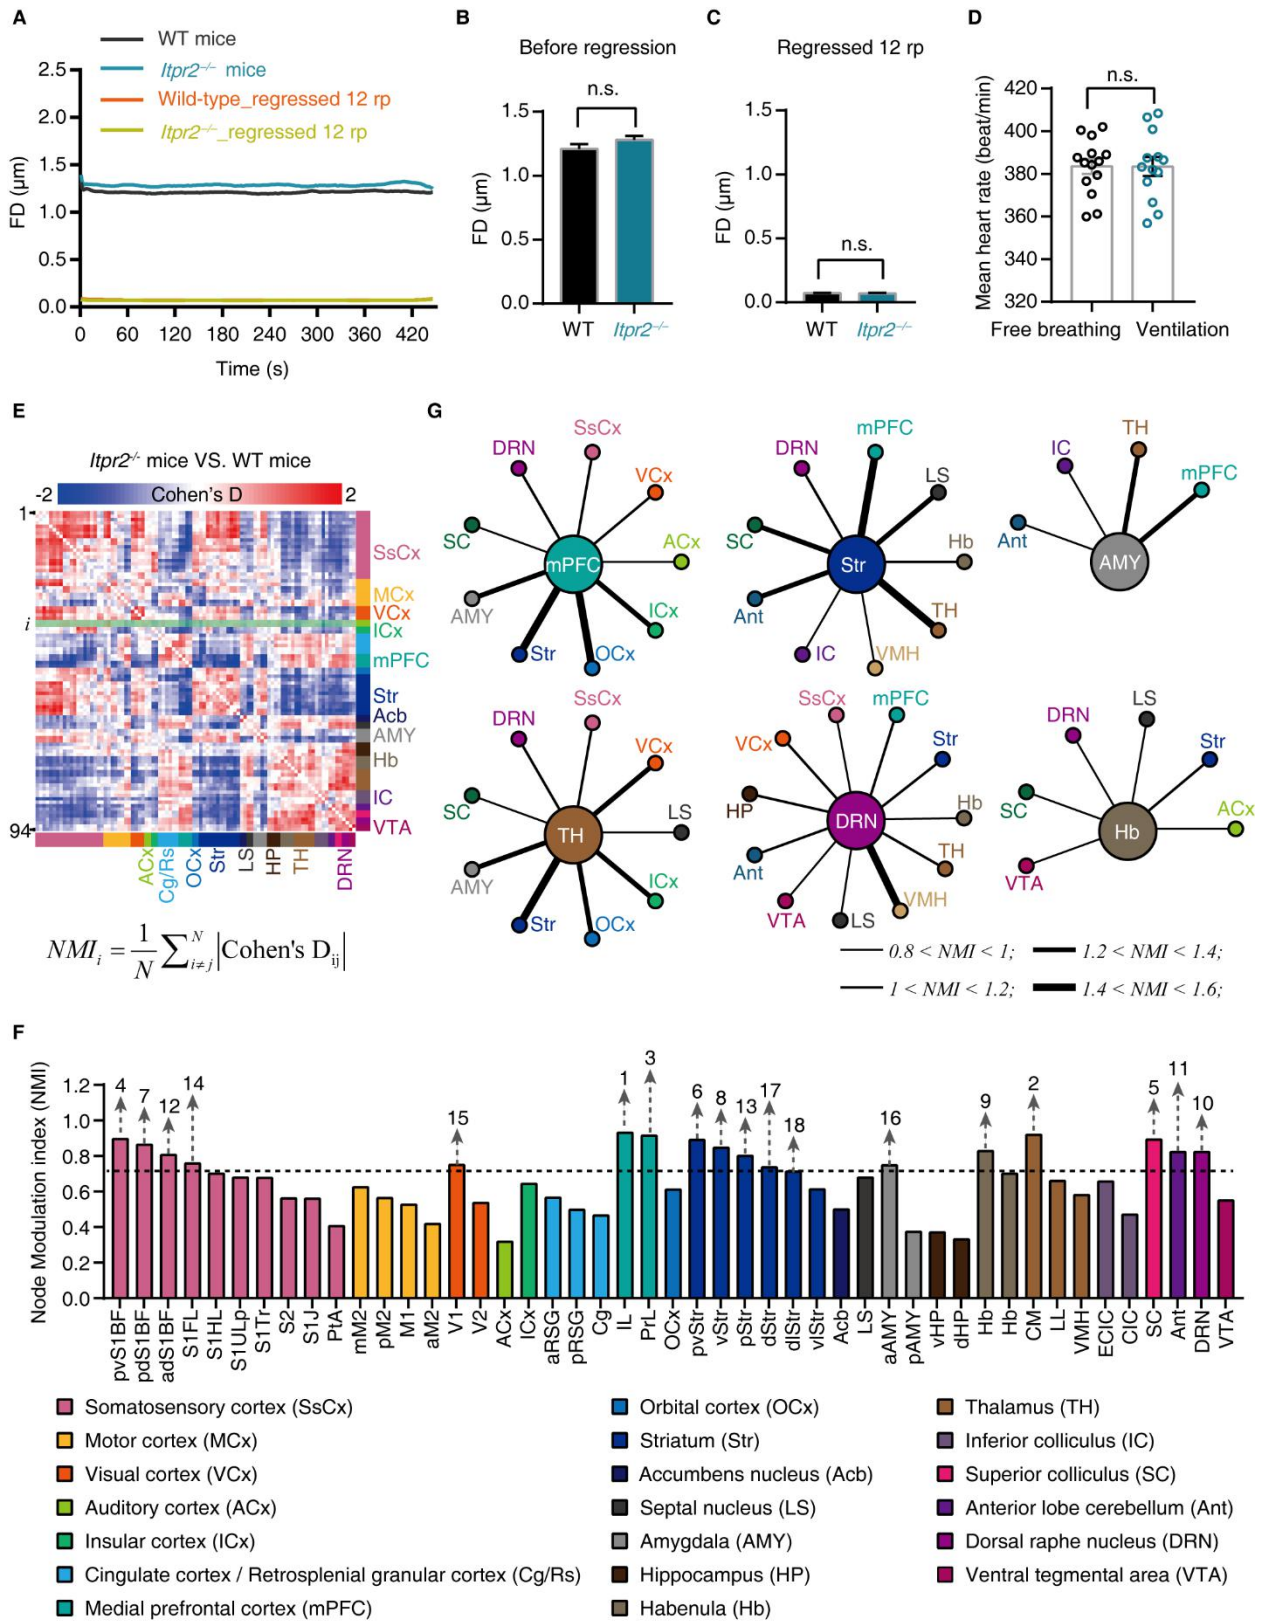 A
WT mice
Itpr2⁻/⁻ mice
Wild-type_regressed 12 rp
Itpr2⁻/⁻_regressed 12 rp
2.5
2.0
1.5
1.0
0.5
0.0
FD (μm)
0 60 120 180 240 300 360 420
Time (s)
B
Before regression
n.s.
1.5
1.0
0.5
0.0
FD (μm)
WT Itpr2⁻/⁻
C
Regressed 12 rp
1.5
1.0
0.5
0.0
FD (μm)
n.s.
WT Itpr2⁻/⁻
D
n.s.
420
400
380
360
340
320
Mean heart rate (beat/min)
Free breathing Ventilation
E
Itpr2⁻/⁻ mice VS. WT mice
-2 Cohen's D 2
1
i
94
SsCx
MCx
VCx
ICx
mPFC
Str
Acb
AMY
Hb
IC
VTA
ACx Cg/Rs OCx Str LS HP TH DRN
NMIᵢ = 1/N ∑ᴺᵢ≠ⱼ |Cohen's Dᵢⱼ|
G
SsCx
DRN
VCx
SC
ACx
mPFC
AMY
ICx
Str
OCx
mPFC
DRN
LS
SC
Hb
Str
Ant
TH
IC
VMH
TH
IC
mPFC
Ant
AMY
SsCx
DRN
VCx
SC
LS
TH
AMY
ICx
Str
OCx
SsCx
mPFC
VCx
Str
HP
Hb
DRN
Ant
TH
VTA
LS
VMH
LS
DRN
Str
SC
ACx
Hb
VTA
0.8 < NMI < 1; 1.2 < NMI < 1.4;
1 < NMI < 1.2; 1.4 < NMI < 1.6;
F
Node Modulation index (NMI)
1.2
1.0
0.8
0.6
0.4
0.2
0.0
4 7 12 14 15 1 3 6 8 13 17 18 16 9 2 5 11 10
pvS1BF pdS1BF adS1BF S1FL S1HL S1ULp S1Tr S2 S1J PtA mM2 pM2 M1 aM2 V1 V2 ACx ICx aRSG pRSG Cg IL PrL OCx pvStr vStr pStr dStr dlStr vlStr Acb LS aAMY pAMY vHP dHP Hb Hb CM LL VMH ECIC CIC SC Ant DRN VTA
Somatosensory cortex (SsCx)
Motor cortex (MCx)
Visual cortex (VCx)
Auditory cortex (ACx)
Insular cortex (ICx)
Cingulate cortex / Retrosplenial granular cortex (Cg/Rs)
Medial prefrontal cortex (mPFC)
Orbital cortex (OCx)
Striatum (Str)
Accumbens nucleus (Acb)
Septal nucleus (LS)
Amygdala (AMY)
Hippocampus (HP)
Habenula (Hb)
Thalamus (TH)
Inferior colliculus (IC)
Superior colliculus (SC)
Anterior lobe cerebellum (Ant)
Dorsal raphe nucleus (DRN)
Ventral tegmental area (VTA)